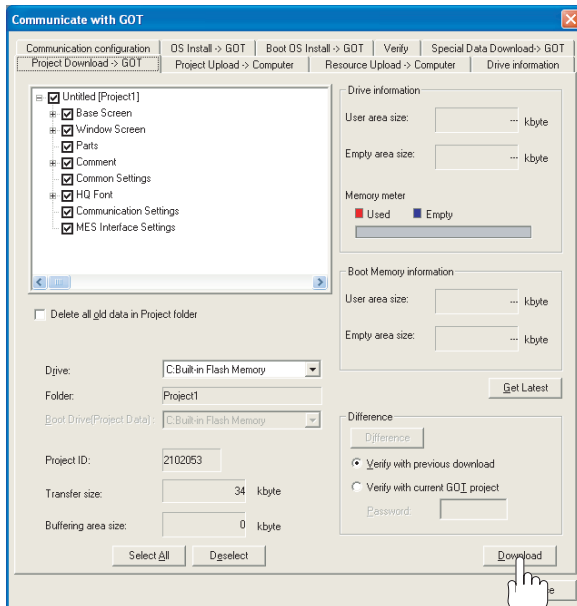 Communicate with GOT
Communication configuration OS Install -> GOT Boot OS Install -> GOT Verify Special Data Download-> GOT
Project Download -> GOT Project Upload -> Computer Resource Upload -> Computer Drive information
Untitled [Project1]
Base Screen
Window Screen
Parts
Comment
Common Settings
HQ Font
Communication Settings
MES Interface Settings
Delete all old data in Project folder
Drive: C:Built-in Flash Memory
Folder: Project1
Boot Drive(Project Data) : C:Built-in Flash Memory
Project ID: 2102053
Transfer size: 34 kbyte
Buffering area size: 0 kbyte
Select All Deselect
Drive information
User area size: --- kbyte
Empty area size: --- kbyte
Memory meter
Used Empty
Boot Memory information
User area size: --- kbyte
Empty area size: --- kbyte
Get Latest
Difference
Difference
Verify with previous download
Verify with current GOT project
Password
Download